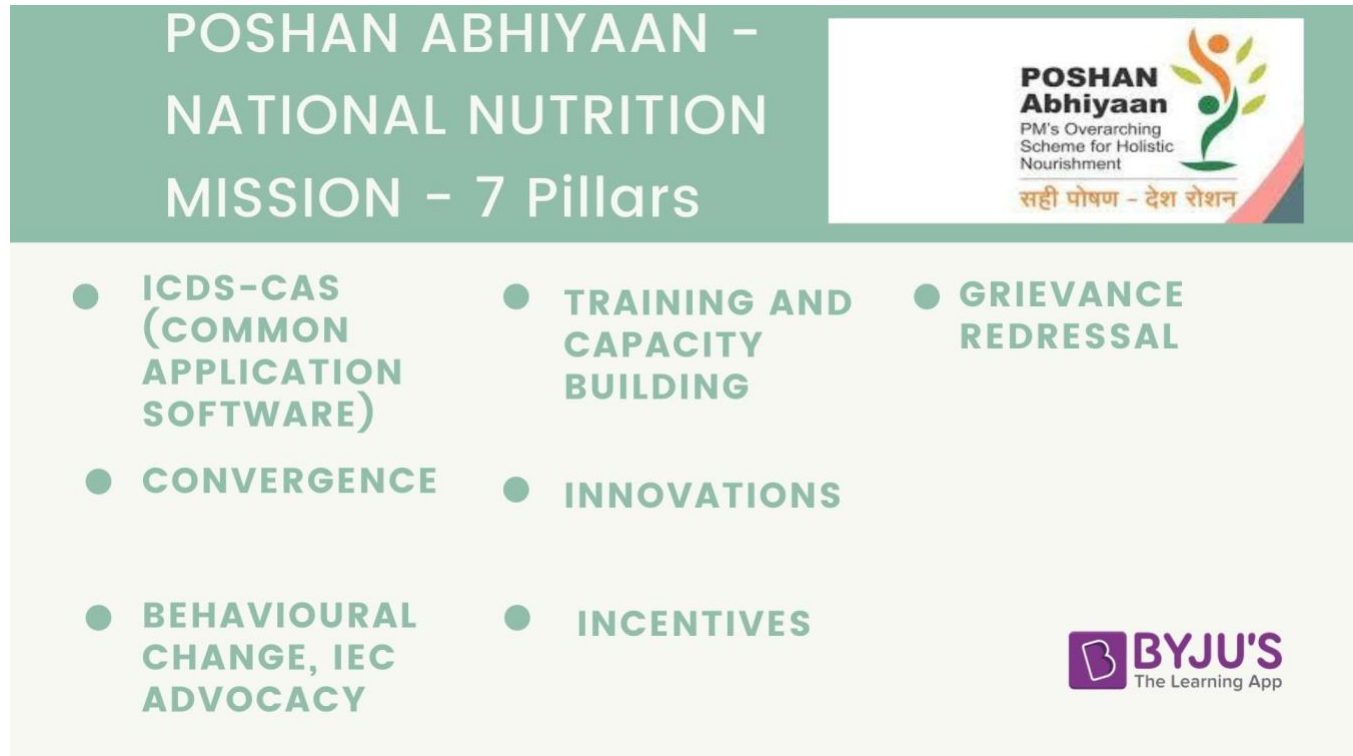 POSHAN ABHIYAAN -
NATIONAL NUTRITION
MISSION - 7 Pillars
POSHAN
Abhiyaan
PM's Overarching
Scheme for Holistic
Nourishment
सही पोषण - देश रोशन
ICDS-CAS
(COMMON
APPLICATION
SOFTWARE)
CONVERGENCE
BEHAVIOURAL
CHANGE, IEC
ADVOCACY
TRAINING AND
CAPACITY
BUILDING
INNOVATIONS
INCENTIVES
GRIEVANCE
REDRESSAL
B BYJU'S
The Learning App